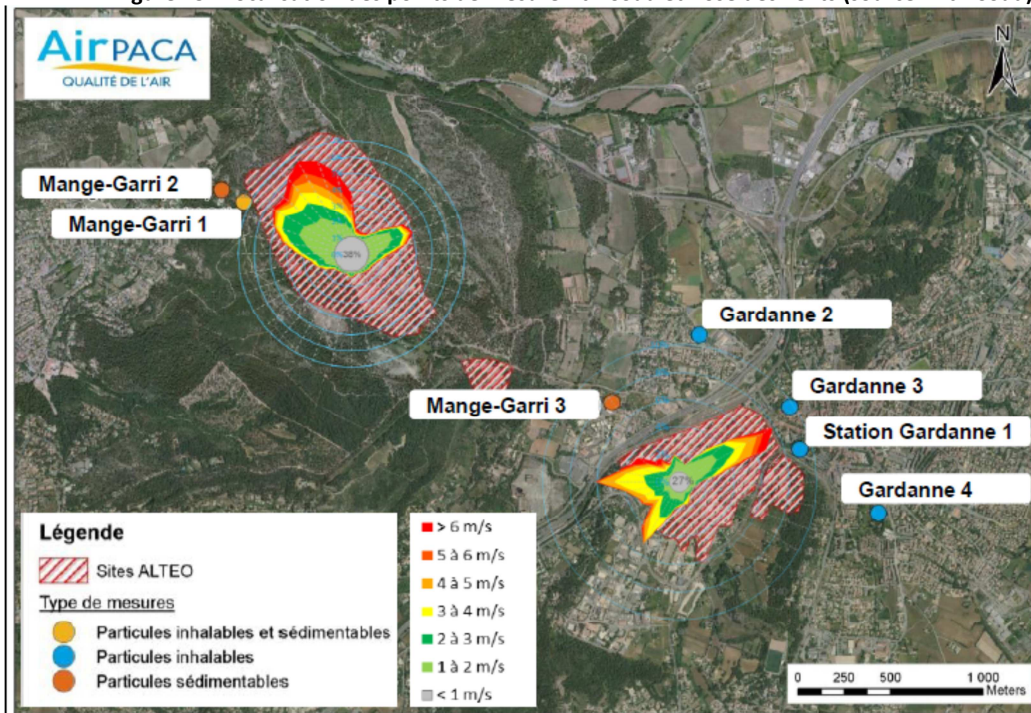 AirPACA
QUALITÉ DE L'AIR
N
Mange-Garri 2
Mange-Garri 1
38%
Gardanne 2
Gardanne 3
Mange-Garri 3
Station Gardanne 1
27%
Gardanne 4
Légende
Sites ALTEO
Type de mesures
Particules inhalables et sédimentables
Particules inhalables
Particules sédimentables
> 6 m/s
5 à 6 m/s
4 à 5 m/s
3 à 4 m/s
2 à 3 m/s
1 à 2 m/s
< 1 m/s
0 250 500 1 000
Meters